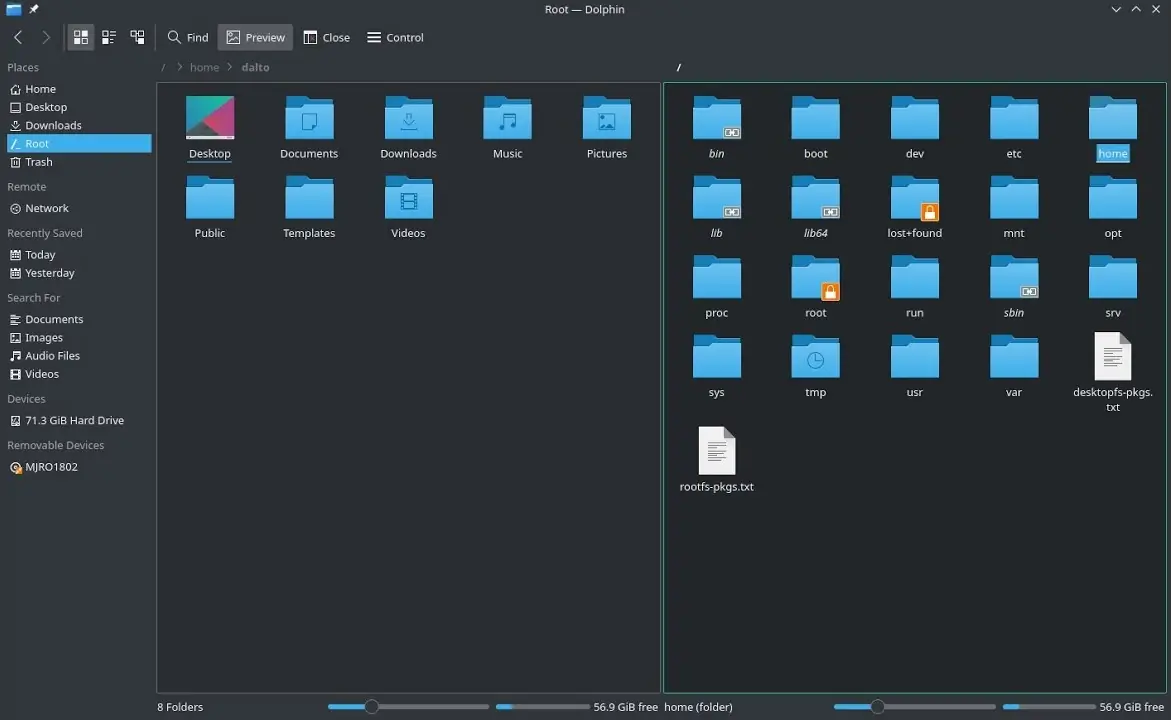 Root — Dolphin
Find
Preview
Close
Control
Places
Home
Desktop
Downloads
Root
Trash
Remote
Network
Recently Saved
Today
Yesterday
Search For
Documents
Images
Audio Files
Videos
Devices
71.3 GiB Hard Drive
Removable Devices
MJRO1802
/ > home > dalto
Desktop Documents Downloads Music Pictures
Public Templates Videos
8 Folders
56.9 GiB free
/
bin boot dev etc home
lib lib64 lost+found mnt opt
proc root run sbin srv
sys tmp usr var desktopfs-pkgs.
txt
rootfs-pkgs.txt
home (folder)
56.9 GiB free